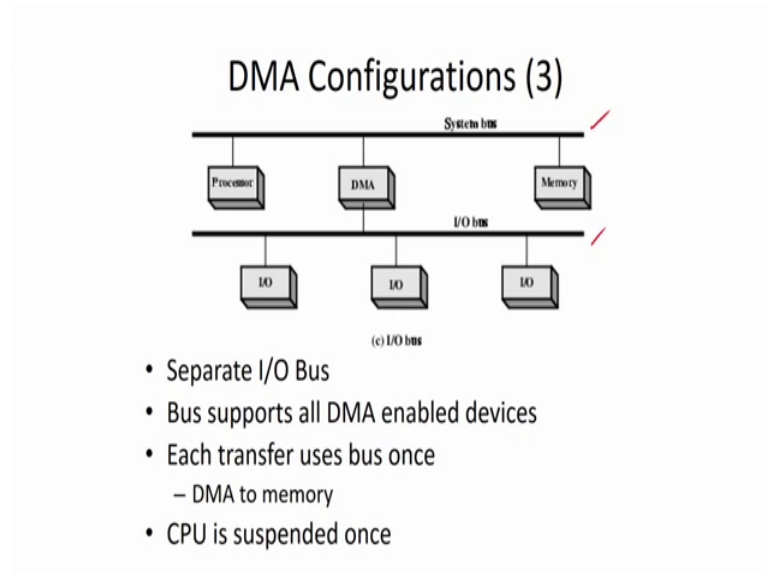 DMA Configurations (3)
System bus
Processor
DMA
Memory
I/O bus
I/O
I/O
I/O
(c) I/O bus
• Separate I/O Bus
• Bus supports all DMA enabled devices
• Each transfer uses bus once
– DMA to memory
• CPU is suspended once